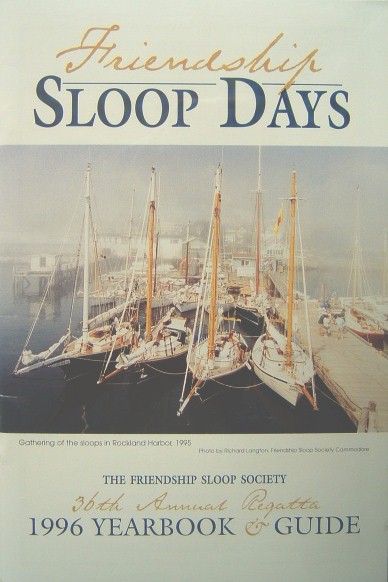 Friendship
SLOOP DAYS
Gathering of the sloops in Rockland Harbor, 1995
Photo by Richard Langton, Friendship Sloop Society Commodore
THE FRIENDSHIP SLOOP SOCIETY
36th Annual Regatta
1996 YEARBOOK & GUIDE